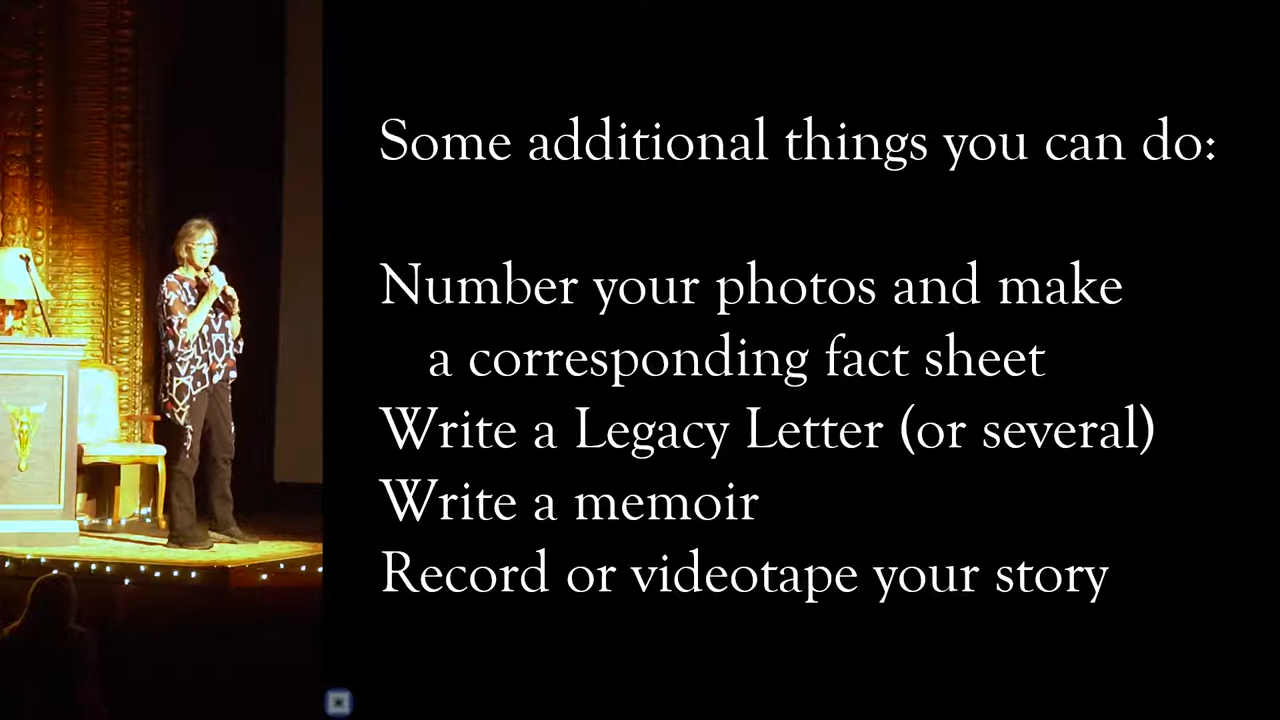 Some additional things you can do:
Number your photos and make
a corresponding fact sheet
Write a Legacy Letter (or several)
Write a memoir
Record or videotape your story